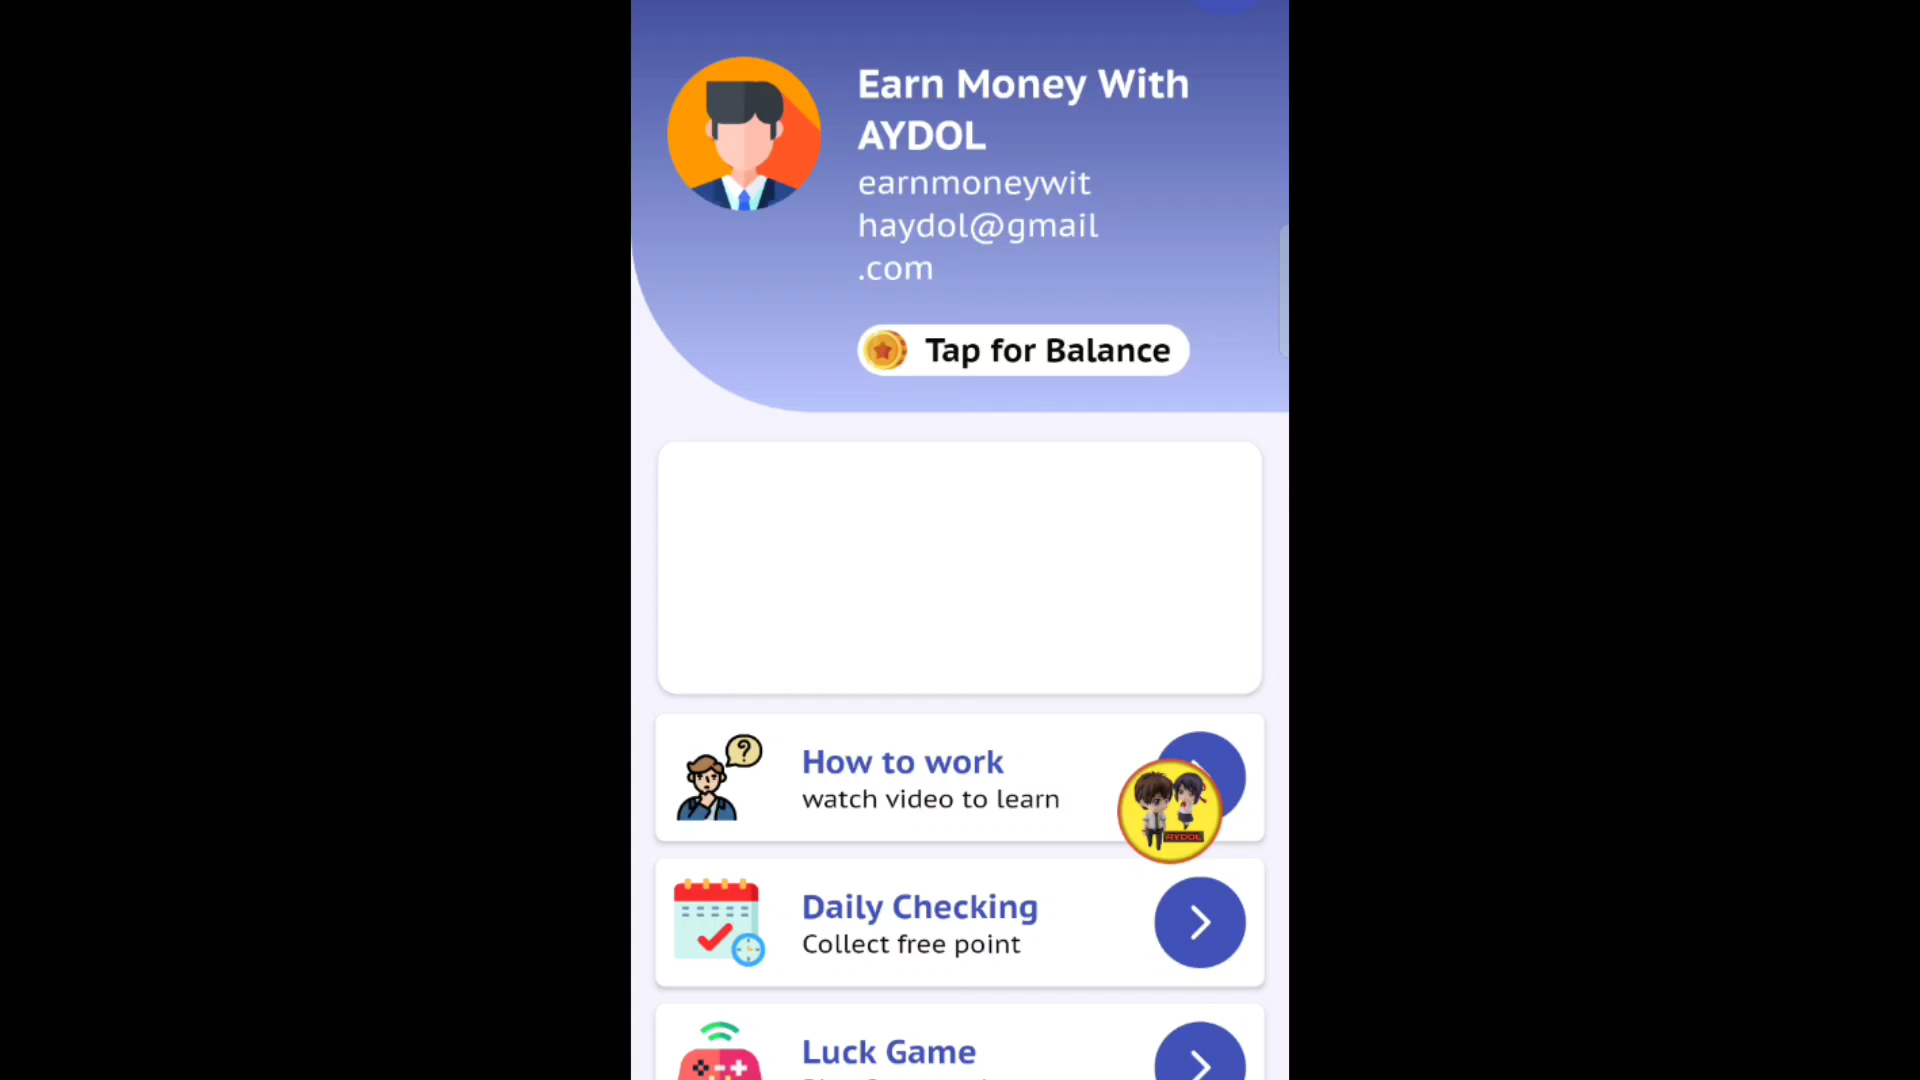 Earn Money With
AYDOL
earnmoneywit
haydol@gmail
.com
Tap for Balance
How to work
watch video to learn
AYDOL
Daily Checking
Collect free point
Luck Game